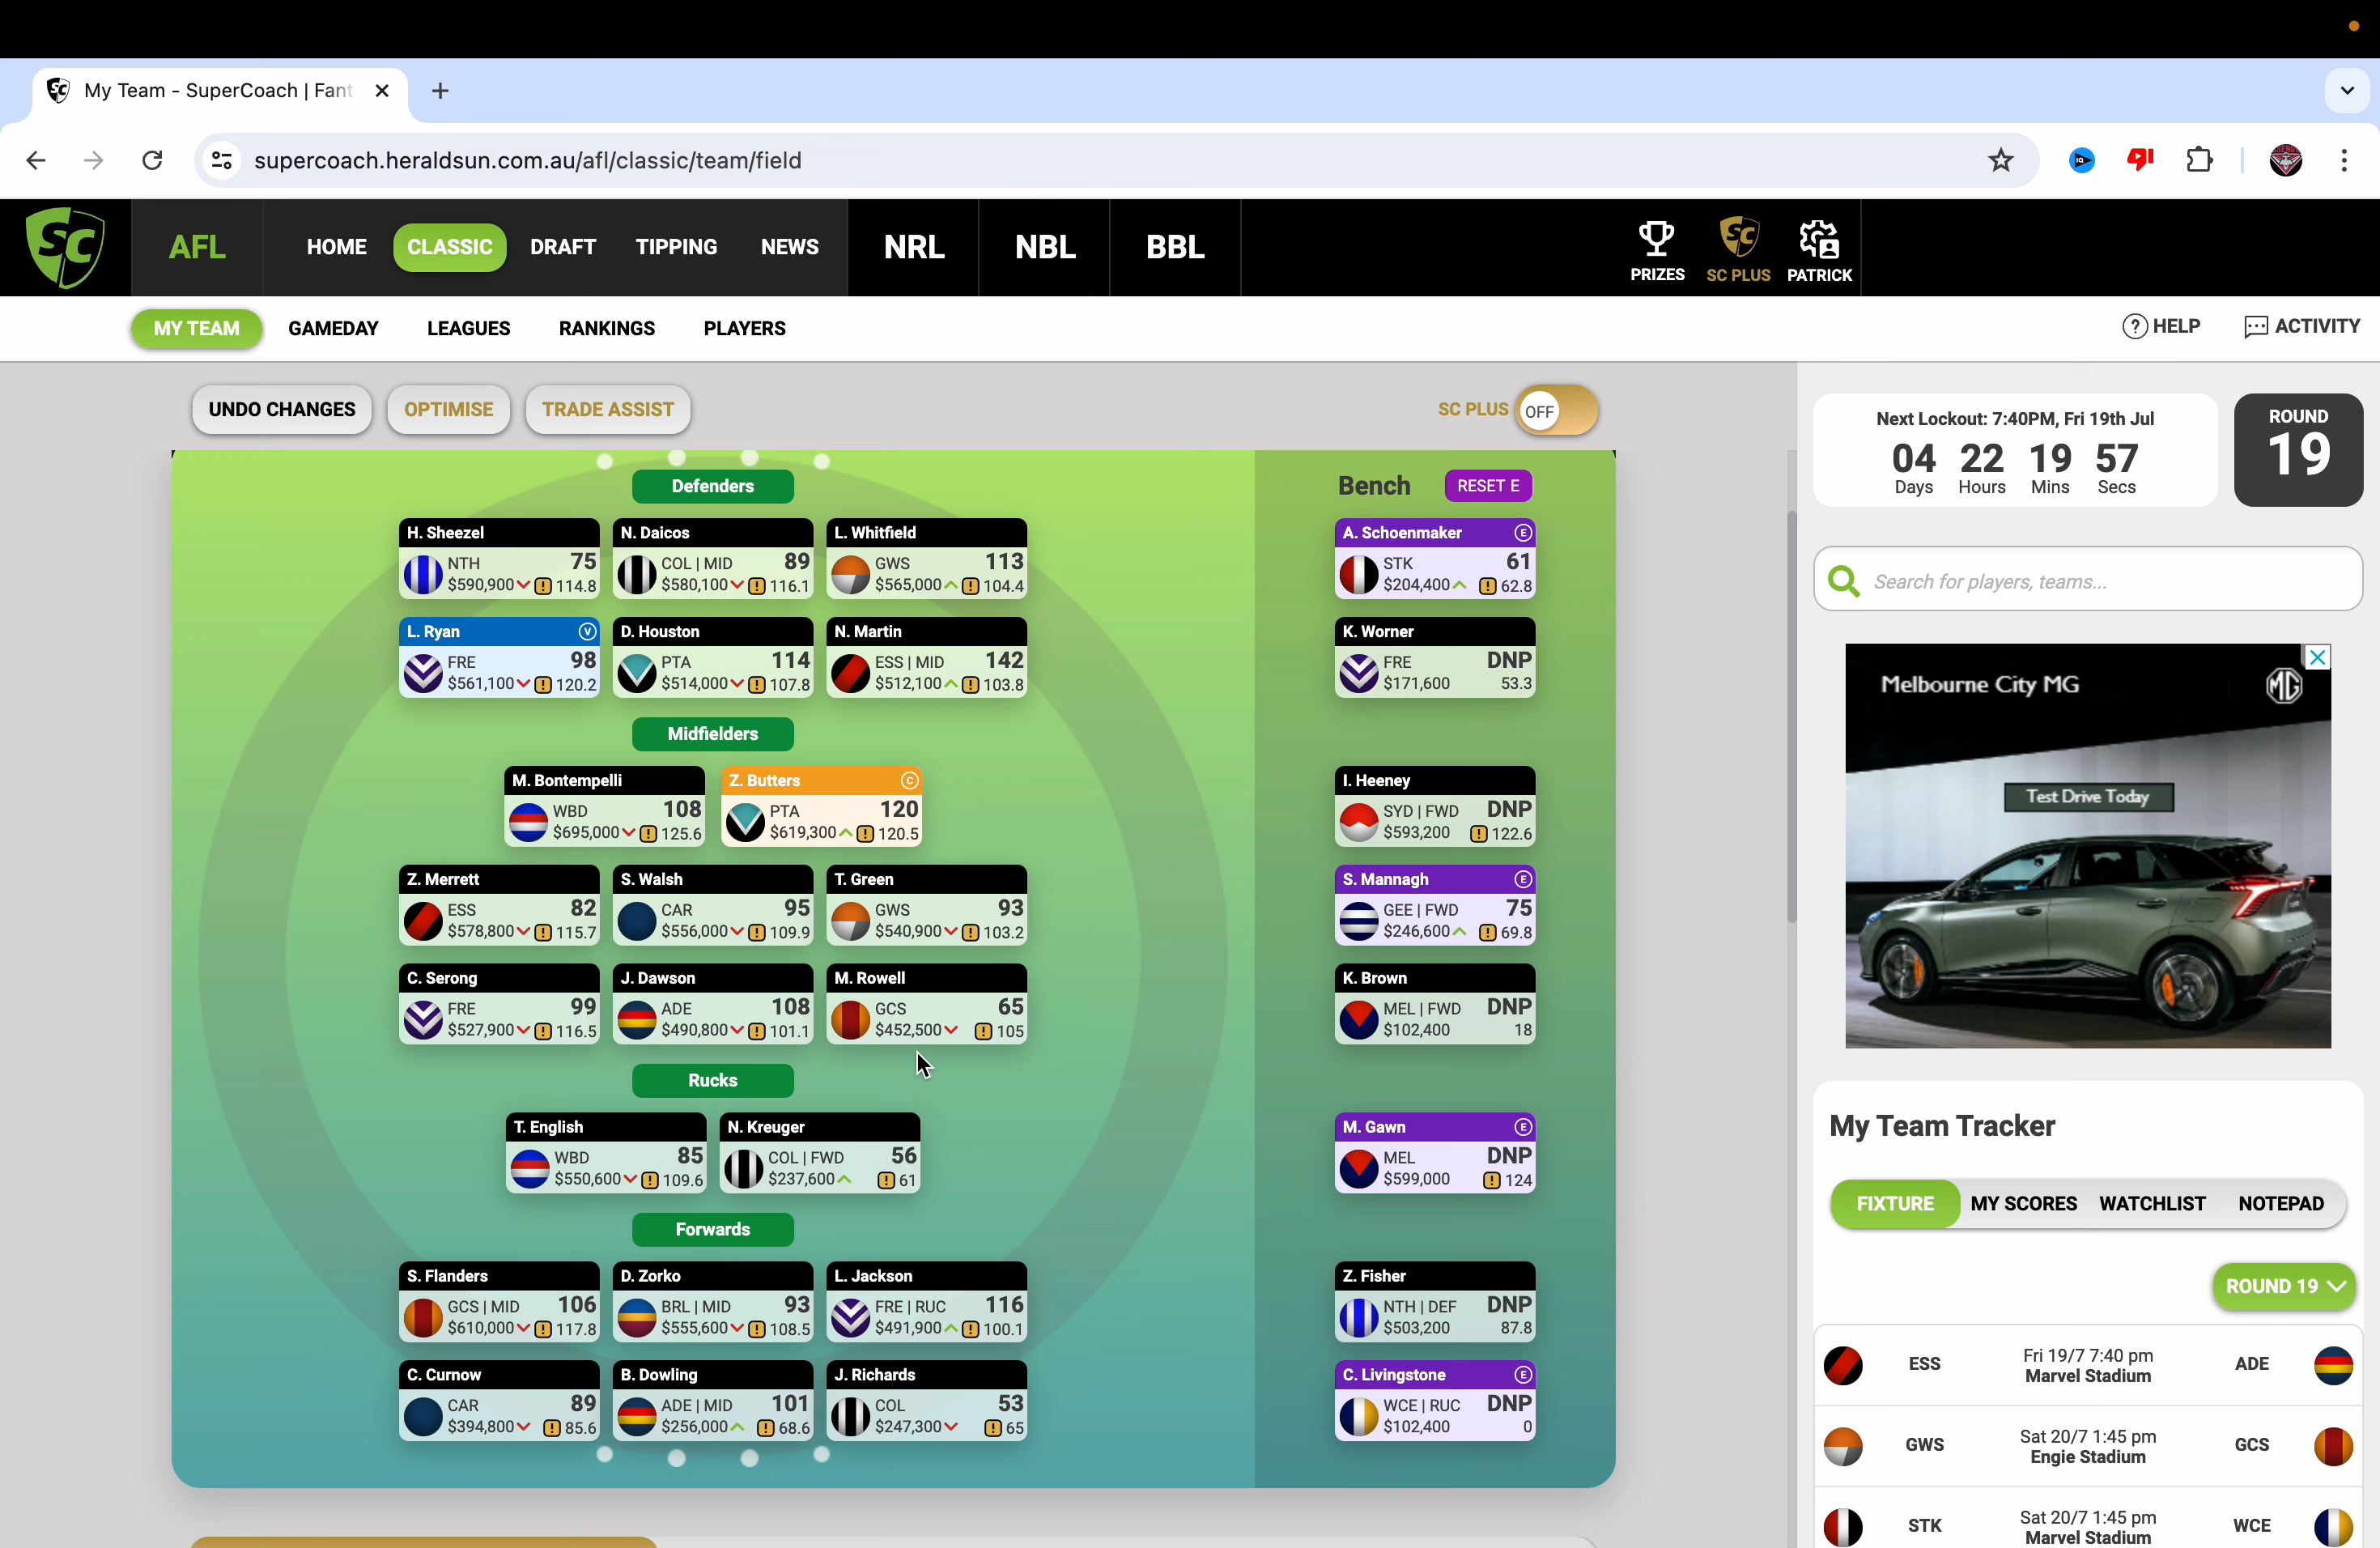 My Team - SuperCoach | Fant
supercoach.heraldsun.com.au/afl/classic/team/field
SC
AFL
HOME
CLASSIC
DRAFT
TIPPING
NEWS
NRL
NBL
BBL
PRIZES
SC PLUS
PATRICK
MY TEAM
GAMEDAY
LEAGUES
RANKINGS
PLAYERS
HELP
ACTIVITY
UNDO CHANGES
OPTIMISE
TRADE ASSIST
SC PLUS
OFF
Next Lockout: 7:40PM, Fri 19th Jul
04 22 19 57
Days Hours Mins Secs
ROUND
19
Search for players, teams...
Defenders
Bench
RESET E
H. Sheezel
NTH 75
$590,900 114.8
N. Daicos
COL | MID 89
$580,100 116.1
L. Whitfield
GWS 113
$565,000 104.4
A. Schoenmaker E
STK 61
$204,400 62.8
L. Ryan V
FRE 98
$561,100 120.2
D. Houston
PTA 114
$514,000 107.8
N. Martin
ESS | MID 142
$512,100 103.8
K. Worner
FRE DNP
$171,600 53.3
Midfielders
M. Bontempelli
WBD 108
$695,000 125.6
Z. Butters C
PTA 120
$619,300 120.5
I. Heeney
SYD | FWD DNP
$593,200 122.6
Z. Merrett
ESS 82
$578,800 115.7
S. Walsh
CAR 95
$556,000 109.9
T. Green
GWS 93
$540,900 103.2
S. Mannagh E
GEE | FWD 75
$246,600 69.8
C. Serong
FRE 99
$527,900 116.5
J. Dawson
ADE 108
$490,800 101.1
M. Rowell
GCS 65
$452,500 105
K. Brown
MEL | FWD DNP
$102,400 18
Rucks
T. English
WBD 85
$550,600 109.6
N. Kreuger
COL | FWD 56
$237,600 61
M. Gawn E
MEL DNP
$599,000 124
Forwards
S. Flanders
GCS | MID 106
$610,000 117.8
D. Zorko
BRL | MID 93
$555,600 108.5
L. Jackson
FRE | RUC 116
$491,900 100.1
Z. Fisher
NTH | DEF DNP
$503,200 87.8
C. Curnow
CAR 89
$394,800 85.6
B. Dowling
ADE | MID 101
$256,000 68.6
J. Richards
COL 53
$247,300 65
C. Livingstone E
WCE | RUC DNP
$102,400 0
Melbourne City MG
MG
Test Drive Today
My Team Tracker
FIXTURE
MY SCORES
WATCHLIST
NOTEPAD
ROUND 19
ESS
Fri 19/7 7:40 pm
Marvel Stadium
ADE
GWS
Sat 20/7 1:45 pm
Engie Stadium
GCS
STK
Sat 20/7 1:45 pm
Marvel Stadium
WCE